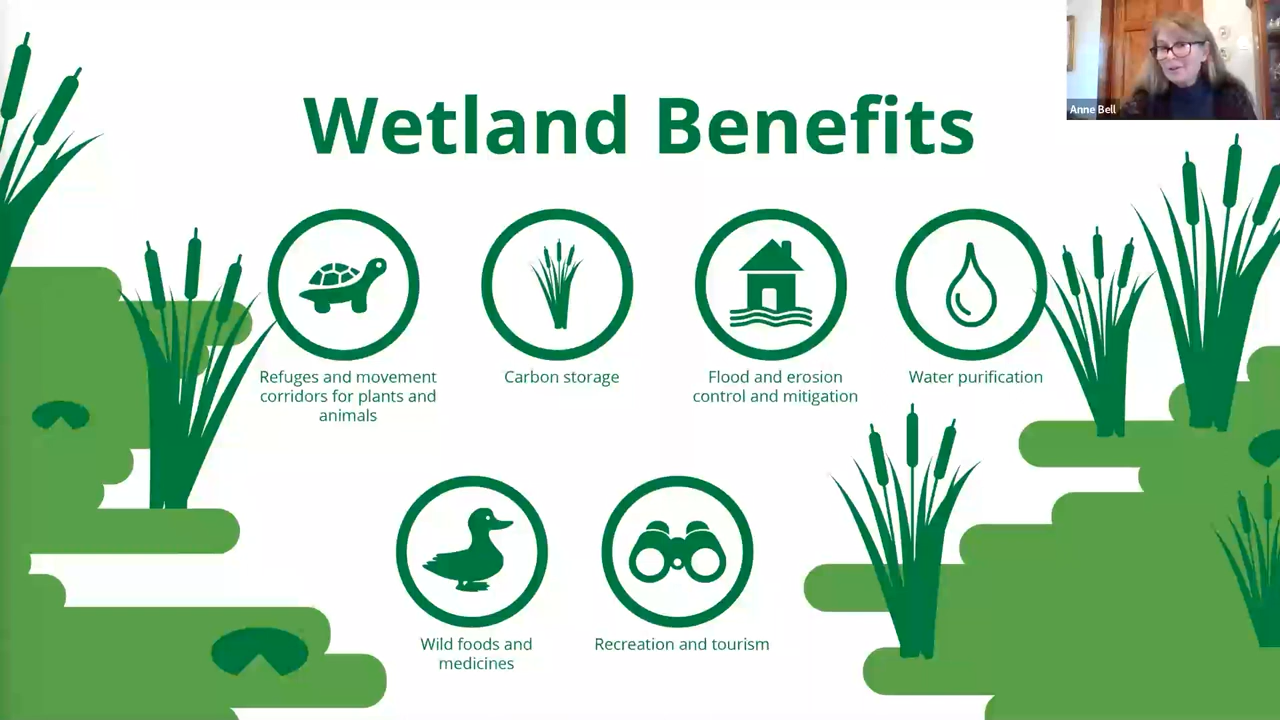 Wetland Benefits
Anne Bell
Refuges and movement
corridors for plants and
animals
Carbon storage
Flood and erosion
control and mitigation
Water purification
Wild foods and
medicines
Recreation and tourism